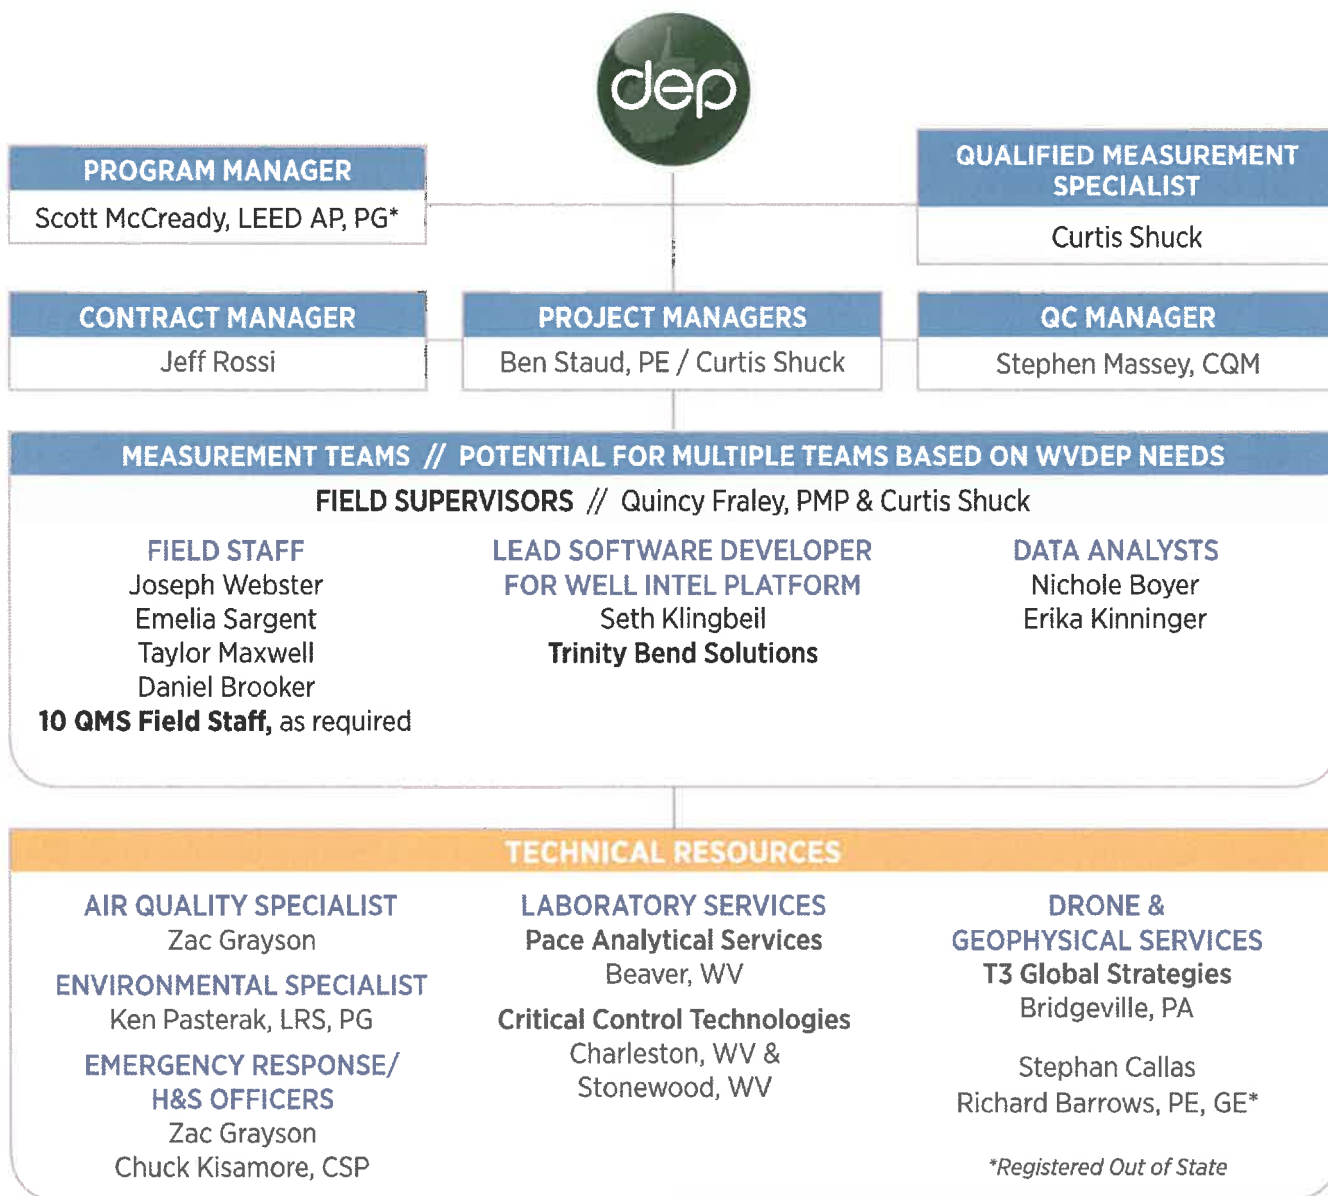 dep
PROGRAM MANAGER
Scott McCready, LEED AP, PG*
QUALIFIED MEASUREMENT
SPECIALIST
Curtis Shuck
CONTRACT MANAGER
Jeff Rossi
PROJECT MANAGERS
Ben Staud, PE / Curtis Shuck
QC MANAGER
Stephen Massey, CQM
MEASUREMENT TEAMS // POTENTIAL FOR MULTIPLE TEAMS BASED ON WVDEP NEEDS
FIELD SUPERVISORS // Quincy Fraley, PMP & Curtis Shuck
FIELD STAFF
Joseph Webster
Emelia Sargent
Taylor Maxwell
Daniel Brooker
10 QMS Field Staff, as required
LEAD SOFTWARE DEVELOPER
FOR WELL INTEL PLATFORM
Seth Klingbeil
Trinity Bend Solutions
DATA ANALYSTS
Nichole Boyer
Erika Kinninger
TECHNICAL RESOURCES
AIR QUALITY SPECIALIST
Zac Grayson
ENVIRONMENTAL SPECIALIST
Ken Pasterak, LRS, PG
EMERGENCY RESPONSE/
H&S OFFICERS
Zac Grayson
Chuck Kisamore, CSP
LABORATORY SERVICES
Pace Analytical Services
Beaver, WV
Critical Control Technologies
Charleston, WV &
Stonewood, WV
DRONE &
GEOPHYSICAL SERVICES
T3 Global Strategies
Bridgeville, PA
Stephan Callas
Richard Barrows, PE, GE*
*Registered Out of State